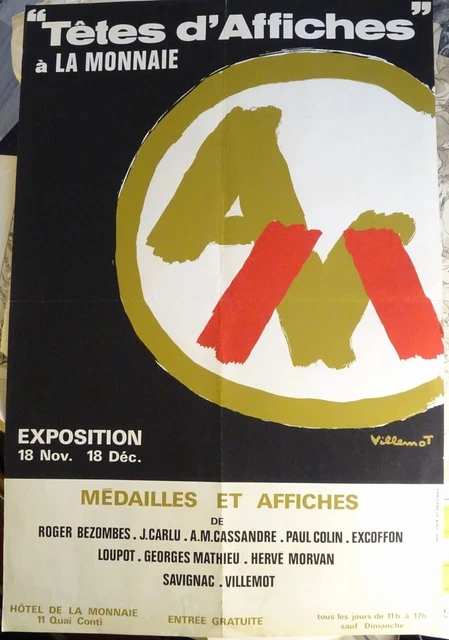 "Têtes d'Affiches"
à LA MONNAIE
AM
Villemot
EXPOSITION
18 Nov. 18 Déc.
MÉDAILLES ET AFFICHES
DE
ROGER BEZOMBES . J.CARLU . A.M.CASSANDRE . PAUL COLIN . EXCOFFON
LOUPOT . GEORGES MATHIEU . HERVE MORVAN
SAVIGNAC . VILLEMOT
HÔTEL DE LA MONNAIE
11 Quai Conti
ENTRÉE GRATUITE
tous les jours de 11h à 17h
sauf Dimanche